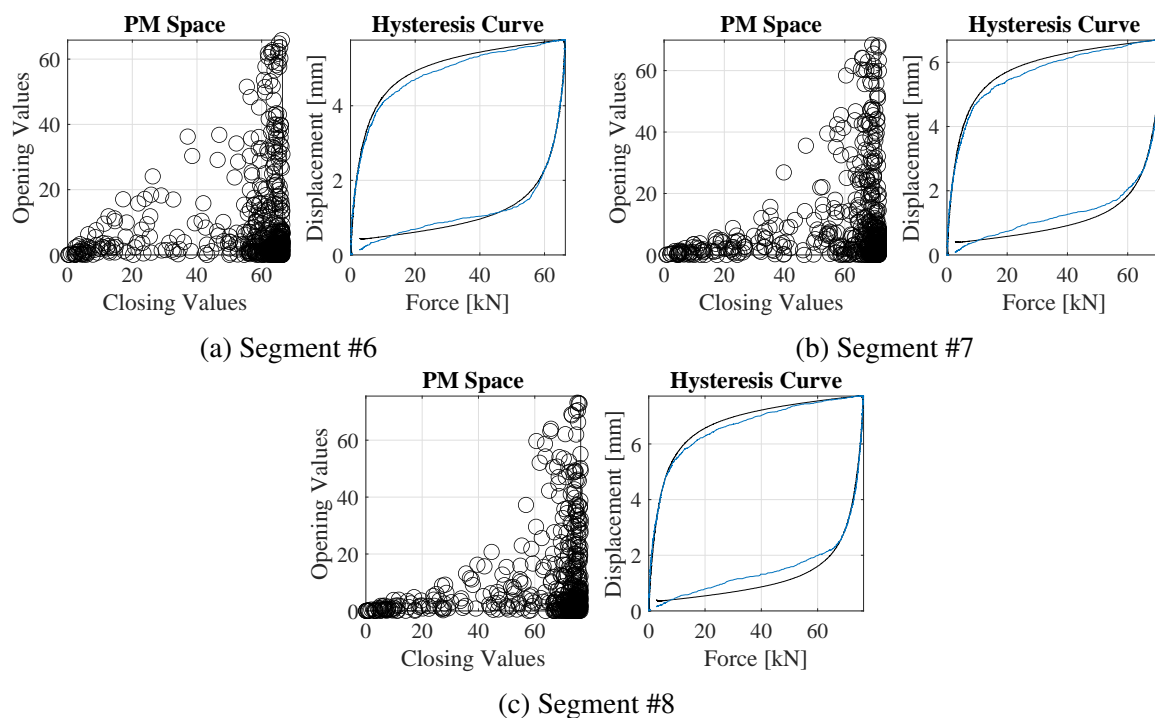 PM Space
Hysteresis Curve
PM Space
Hysteresis Curve
Opening Values
60
40
20
0
0 20 40 60
Closing Values
Displacement [mm]
4
2
0
0 20 40 60
Force [kN]
Opening Values
60
40
20
0
0 20 40 60
Closing Values
Displacement [mm]
6
4
2
0
0 20 40 60
Force [kN]
(a) Segment #6
(b) Segment #7
PM Space
Hysteresis Curve
Opening Values
60
40
20
0
0 20 40 60
Closing Values
Displacement [mm]
6
4
2
0
0 20 40 60
Force [kN]
(c) Segment #8